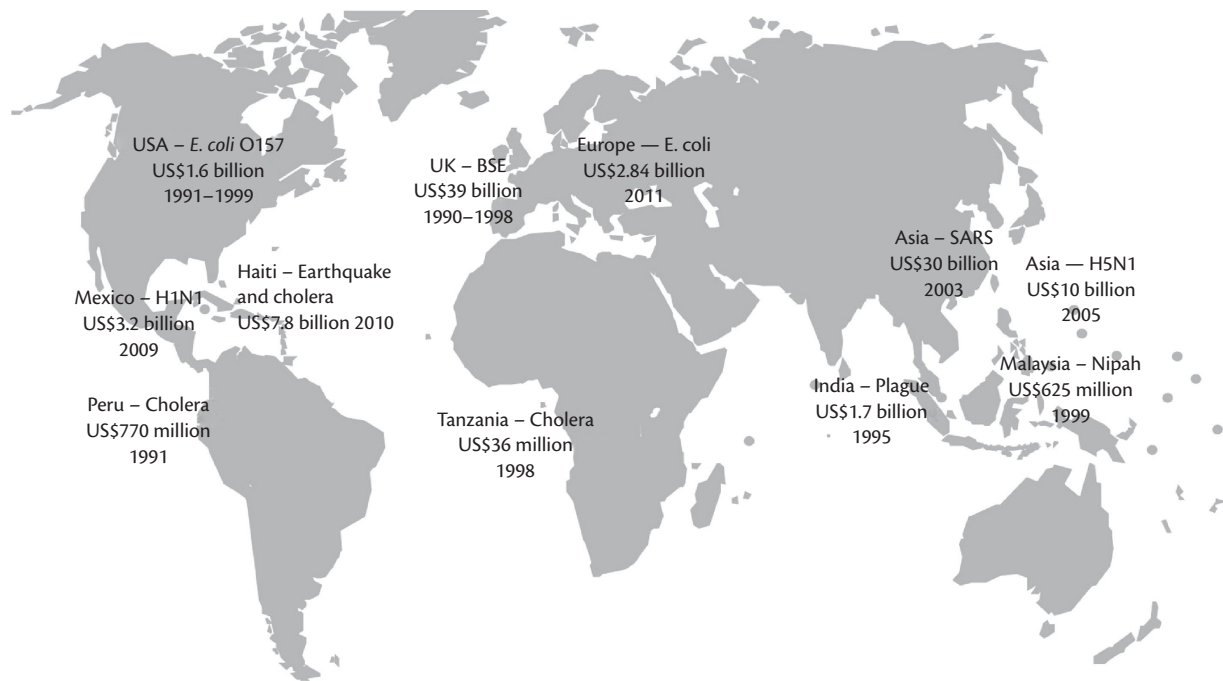 USA – E. coli O157
US$1.6 billion
1991–1999
UK – BSE
US$39 billion
1990–1998
Europe — E. coli
US$2.84 billion
2011
Asia – SARS
US$30 billion
2003
Asia — H5N1
US$10 billion
2005
Haiti – Earthquake
and cholera
US$7.8 billion 2010
Mexico – H1N1
US$3.2 billion
2009
Peru – Cholera
US$770 million
1991
Tanzania – Cholera
US$36 million
1998
India – Plague
US$1.7 billion
1995
Malaysia – Nipah
US$625 million
1999